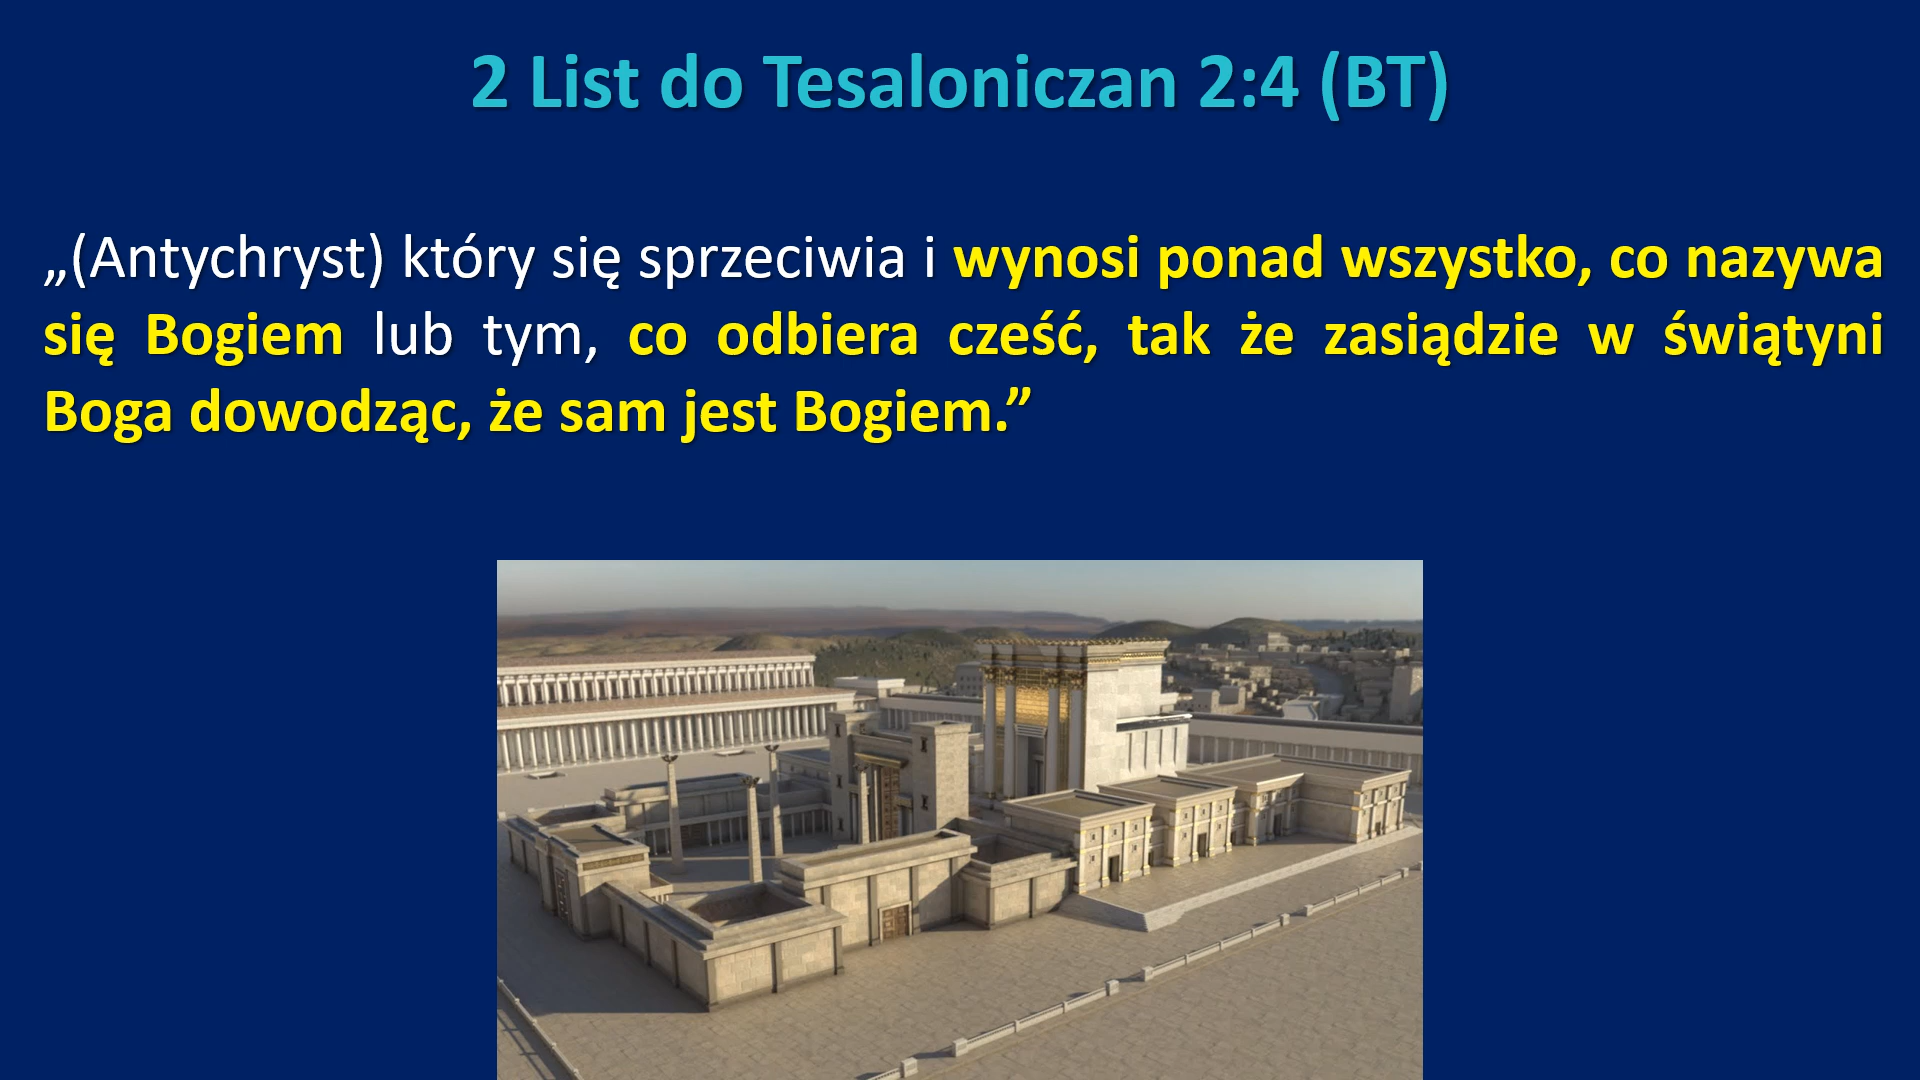 2 List do Tesaloniczan 2:4 (BT)
„(Antychryst) który się sprzeciwia i wynosi ponad wszystko, co nazywa
się Bogiem lub tym, co odbiera cześć, tak że zasiądzie w świątyni
Boga dowodząc, że sam jest Bogiem.”